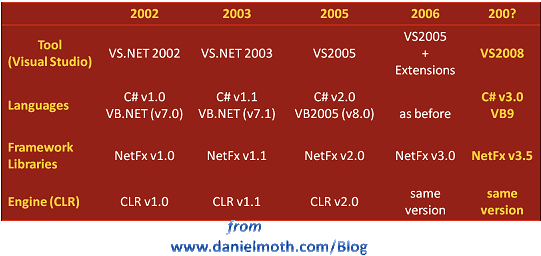 2002 2003 2005 2006 200?
Tool
(Visual Studio) VS.NET 2002 VS.NET 2003 VS2005 VS2005
+
Extensions VS2008
Languages C# v1.0
VB.NET (v7.0) C# v1.1
VB.NET (v7.1) C# v2.0
VB2005 (v8.0) as before C# v3.0
VB9
Framework
Libraries NetFx v1.0 NetFx v1.1 NetFx v2.0 NetFx v3.0 NetFx v3.5
Engine (CLR) CLR v1.0 CLR v1.1 CLR v2.0 same
version same
version
from
www.danielmoth.com/Blog